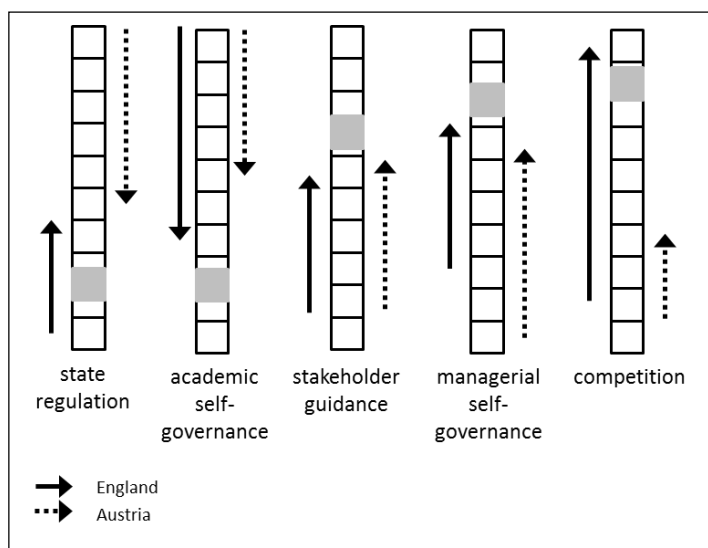 state
regulation
academic
self-
governance
stakeholder
guidance
managerial
self-
governance
competition
England
Austria